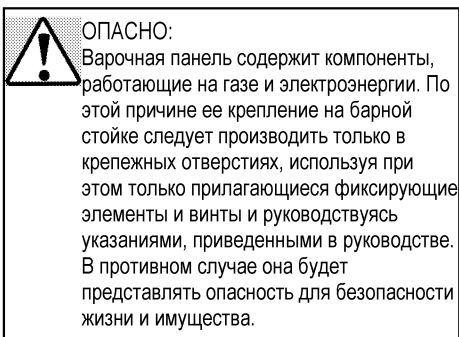 ОПАСНО:
Варочная панель содержит компоненты,
работающие на газе и электроэнергии. По
этой причине ее крепление на барной
стойке следует производить только в
крепежных отверстиях, используя при
этом только прилагающиеся фиксирующие
элементы и винты и руководствуясь
указаниями, приведенными в руководстве.
В противном случае она будет
представлять опасность для безопасности
жизни и имущества.